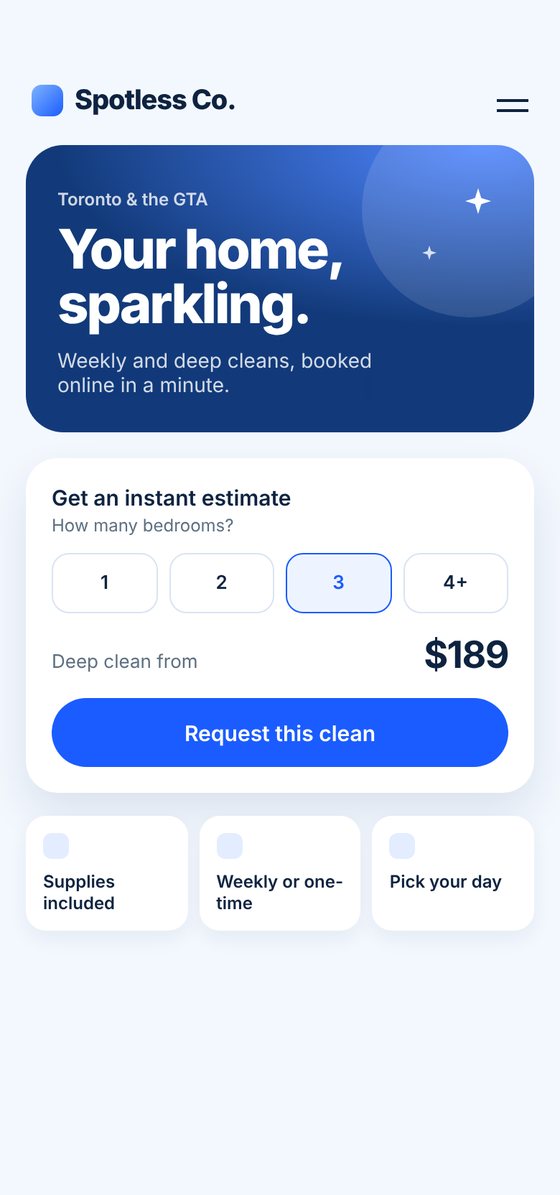 Spotless Co.
Toronto & the GTA
Your home,
sparkling.
Weekly and deep cleans, booked
online in a minute.
Get an instant estimate
How many bedrooms?
1 2 3 4+
Deep clean from $189
Request this clean
Supplies
included
Weekly or one-
time
Pick your day